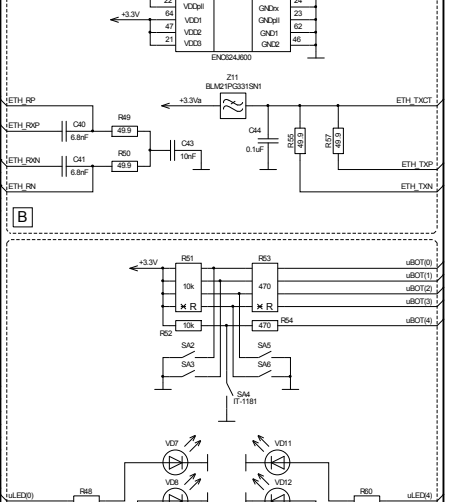 22
VDDpll
64
VDD1
+3.3V
47
VDD2
21
VDD3
24
GNDrx
23
GNDpll
62
GND1
46
GND2
ENC624J600
Z11
BLM21PG331SN1
+3.3Va
ETH_RP
ETH_TXCT
R49
C40
ETH_RXP
49.9
6.8nF
C43
10nF
C44
0.1uF
R55
49.9
R57
49.9
R50
C41
ETH_RXN
49.9
6.8nF
ETH_TXP
ETH_RN
ETH_TXN
B
+3.3V
R51
R53
uBOT(0)
uBOT(1)
10k
470
uBOT(2)
R
R
uBOT(3)
10k
470
R54
uBOT(4)
R52
SA2
SA5
SA3
SA6
SA4
IT-1181
VD7
VD11
VD8
VD12
uLED(0)
R48
R60
uLED(4)